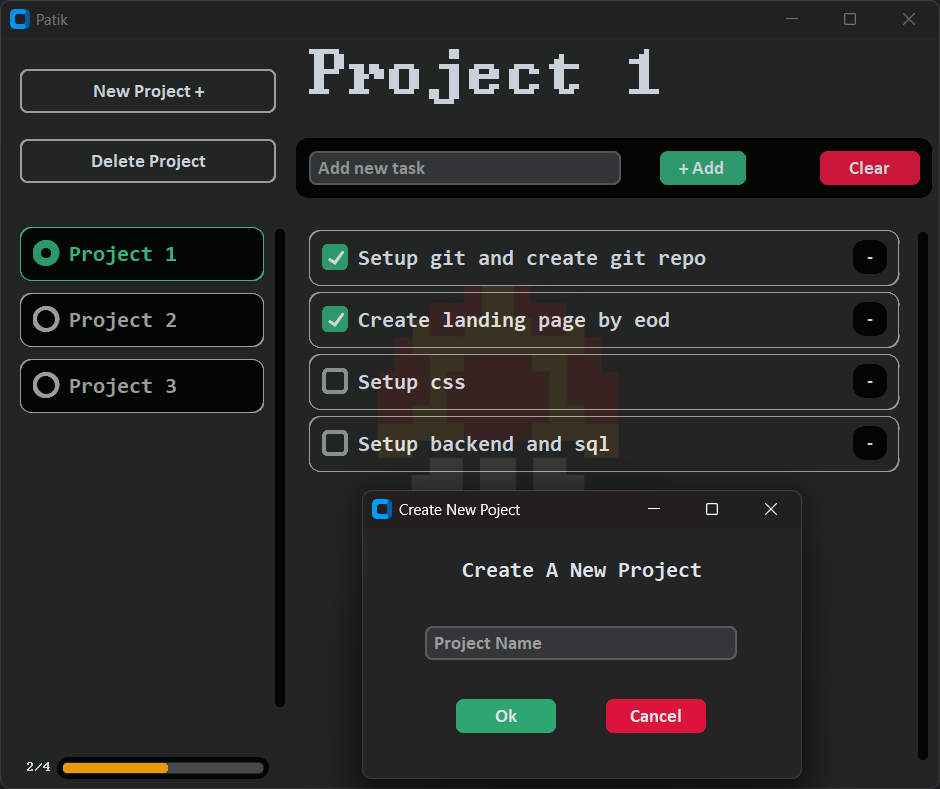 Patik
New Project +
Delete Project
Project 1
Project 2
Project 3
2/4
Project 1
Add new task
+ Add
Clear
Setup git and create git repo
-
Create landing page by eod
-
Setup css
-
Setup backend and sql
-
Create New Poject
Create A New Project
Project Name
Ok
Cancel